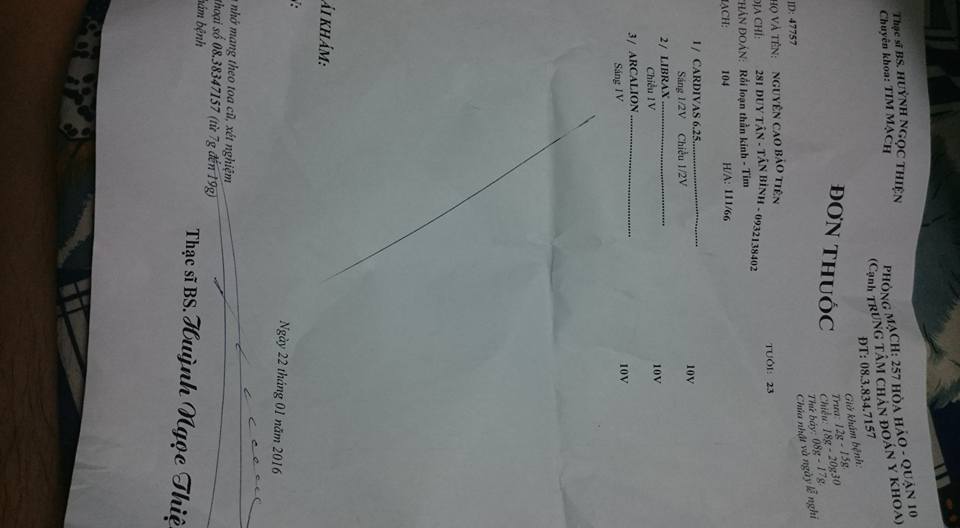 Thạc sĩ BS. HUỲNH NGỌC THIỆN
Chuyên khoa: TIM MẠCH
PHÒNG MẠCH: 257 HÒA HẢO - QUẬN 10
(Cạnh TRUNG TÂM CHẨN ĐOÁN Y KHOA)
ĐT: 08.3.834.7157
Giờ khám bệnh:
Trưa: 12g - 15g.
Chiều: 18g - 20g30
Thứ bảy: 08g - 17g.
Chúa nhật và ngày lễ nghỉ
ĐƠN THUỐC
ID: 47757
HỌ VÀ TÊN: NGUYỄN CAO BẢO TIÊN TUỔI: 23
ĐỊA CHỈ: 281 DUY TÂN - TÂN BÌNH - 0932138402
CHẨN ĐOÁN: Rối loạn thần kinh - Tim
MẠCH: 104 H/A: 111/66
1/ CARDIVAS 6.25.............................. 10V
Sáng 1/2V Chiều 1/2V
2/ LIBRAX ................................... 10V
Chiều 1V
3/ ARCALION .................................. 10V
Sáng 1V
ÁI KHÁM:
N:
Ngày 22 tháng 01 năm 2016
nhớ mang theo toa cũ, xét nghiệm
thoại số 08.38347157 (từ 7g đến 19g)
hám bệnh
Thạc sĩ BS. Huỳnh Ngọc Thiệ